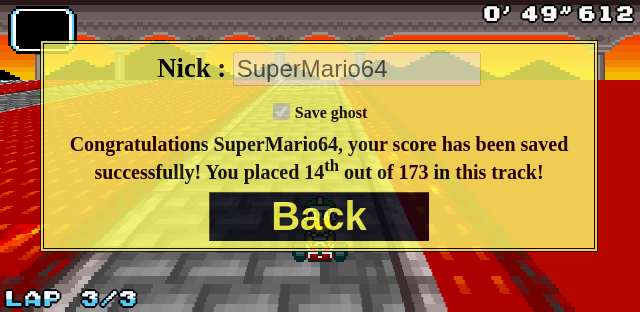 0' 49" 612
Nick : SuperMario64
Save ghost
Congratulations SuperMario64, your score has been saved
successfully! You placed 14th out of 173 in this track!
Back
LAP 3/3